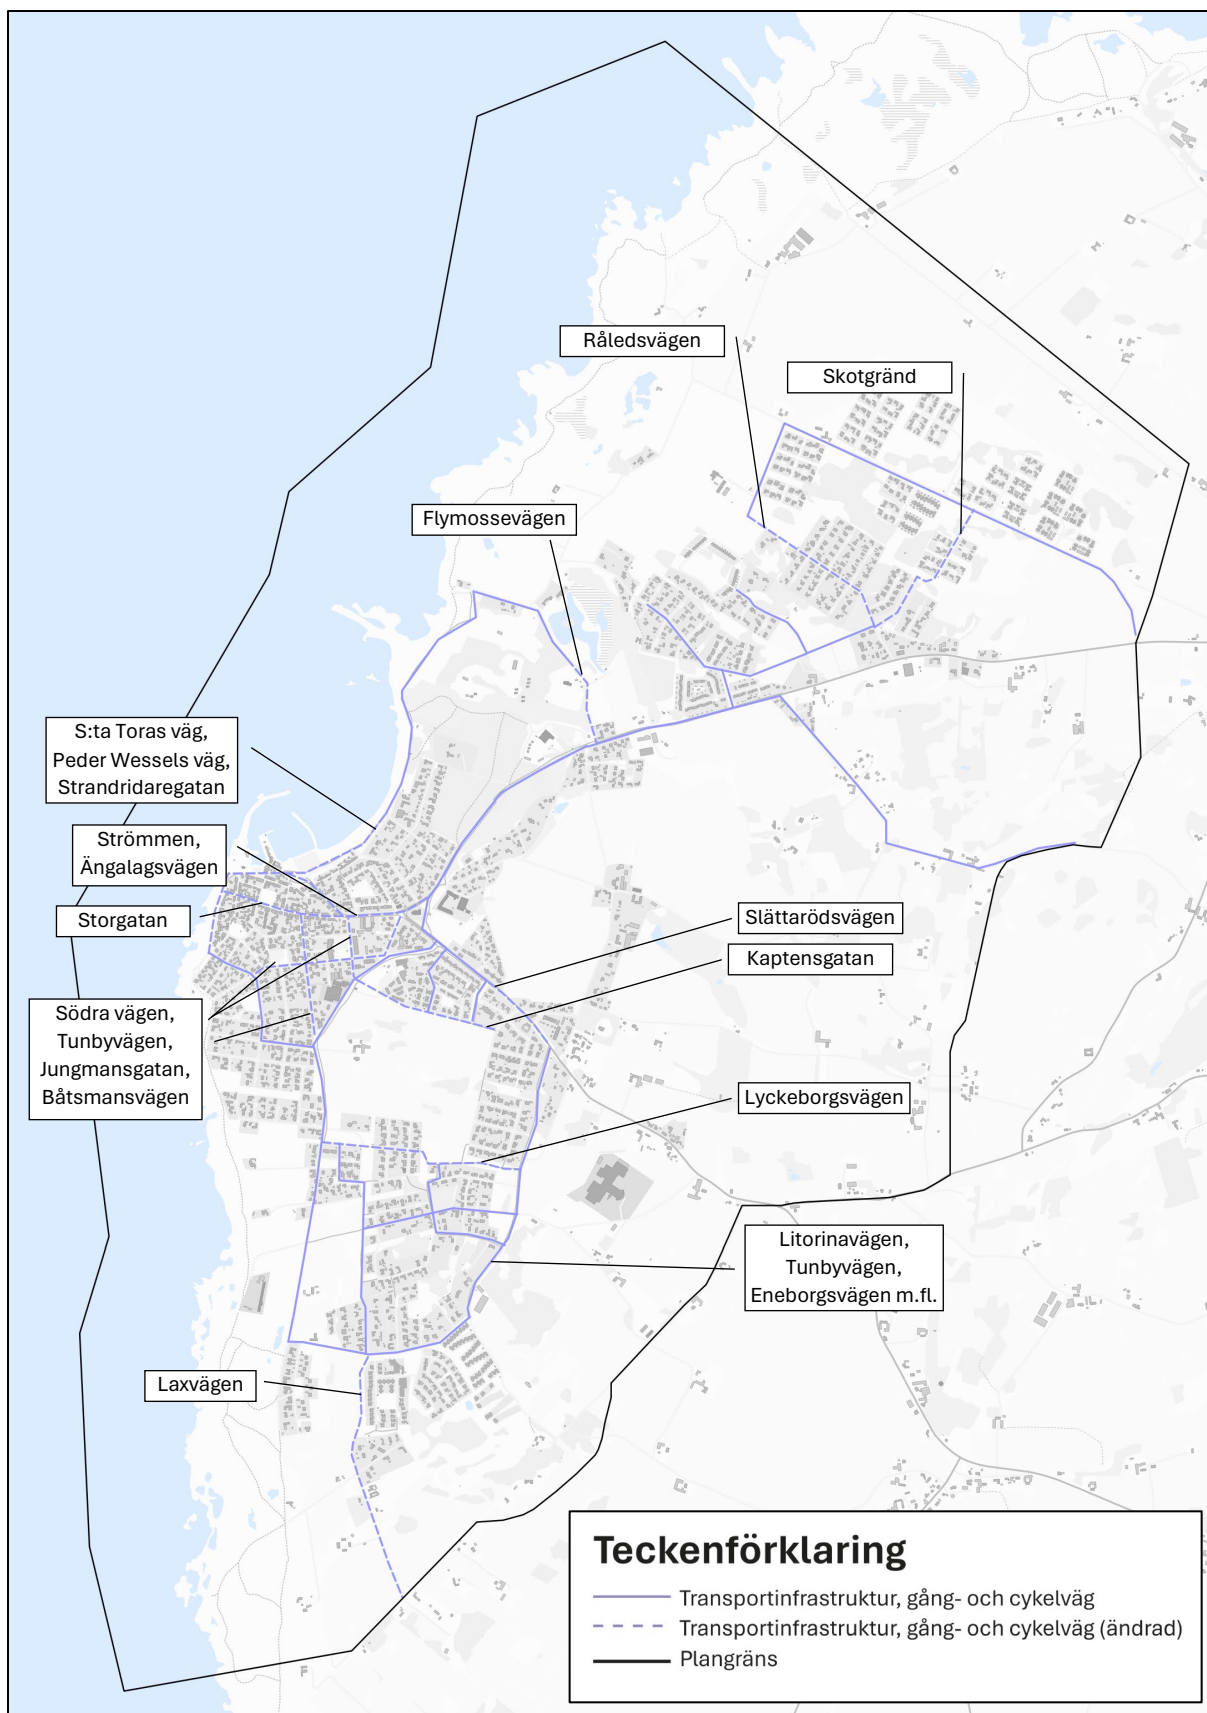 Råledsvägen
Skotgränd
Flymossevägen
S:ta Toras väg,
Peder Wessels väg,
Strandridaregatan
Strömmen,
Ängalagsvägen
Storgatan
Slättarödsvägen
Kaptensgatan
Södra vägen,
Tunbyvägen,
Jungmansgatan,
Båtsmansvägen
Lyckeborgsvägen
Litorinavägen,
Tunbyvägen,
Eneborgsvägen m.fl.
Laxvägen
Teckenförklaring
Transportinfrastruktur, gång- och cykelväg
Transportinfrastruktur, gång- och cykelväg (ändrad)
Plangräns